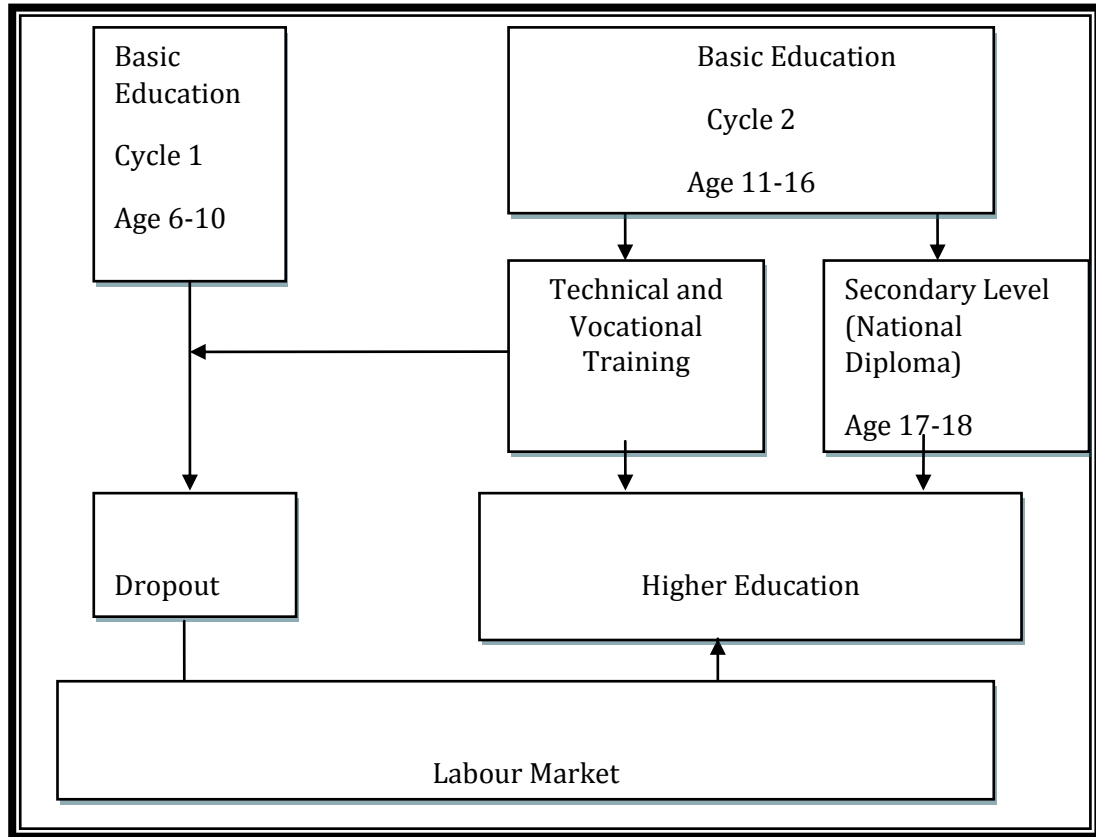 Basic
Education
Cycle 1
Age 6-10
Basic Education
Cycle 2
Age 11-16
Technical and
Vocational
Training
Secondary Level
(National
Diploma)
Age 17-18
Dropout
Higher Education
Labour Market